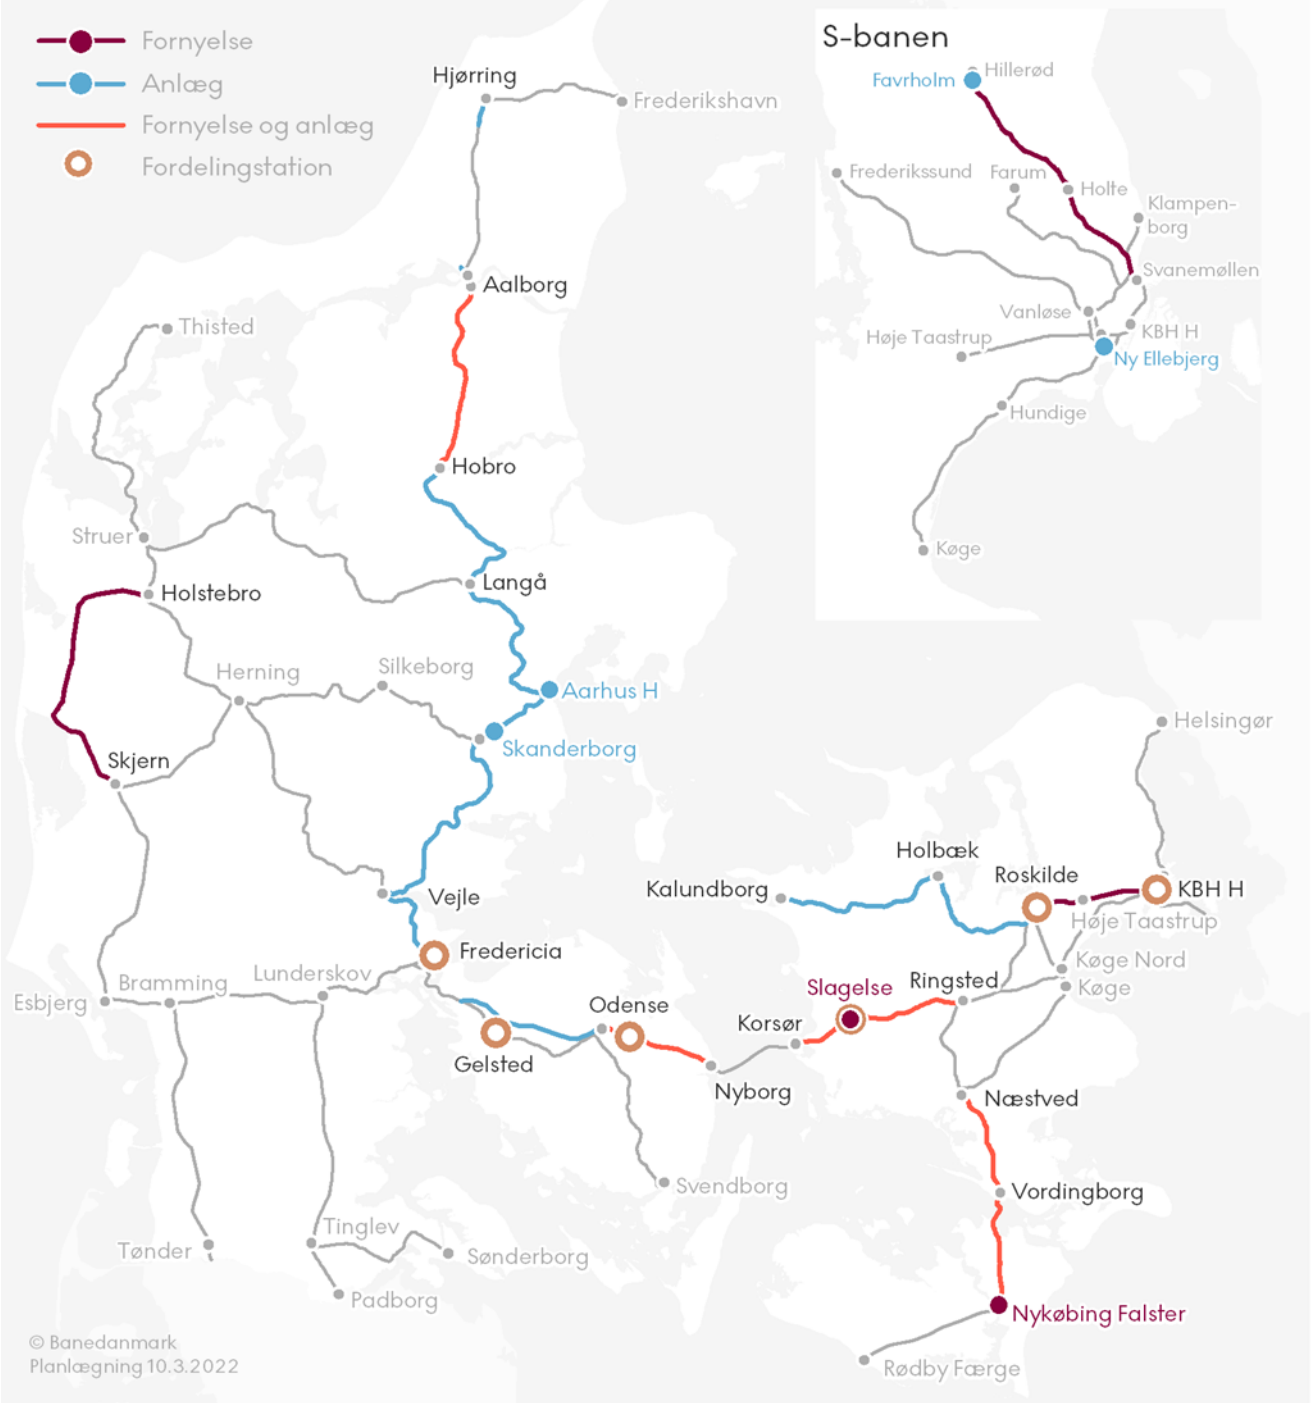 Fornyelse
Anlæg
Fornyelse og anlæg
Fordelingstation
Hjørring
Frederikshavn
Aalborg
Thisted
Hobro
Struer
Langå
Holstebro
Herning
Silkeborg
Aarhus H
Skanderborg
Skjern
Vejle
Fredericia
Lunderskov
Bramming
Esbjerg
Odense
Gelsted
Nyborg
Svendborg
Tinglev
Tønder
Sønderborg
Padborg
© Banedanmark
Planlægning 10.3.2022
S-banen
Hillerød
Favrholm
Frederikssund
Farum
Holte
Klampen-
borg
Svanemøllen
Vanløse
KBH H
Høje Taastrup
Ny Ellebjerg
Hundige
Køge
Helsingør
Holbæk
Roskilde
Kalundborg
KBH H
Høje Taastrup
Køge Nord
Køge
Ringsted
Slagelse
Korsør
Næstved
Vordingborg
Nykøbing Falster
Rødby Færge